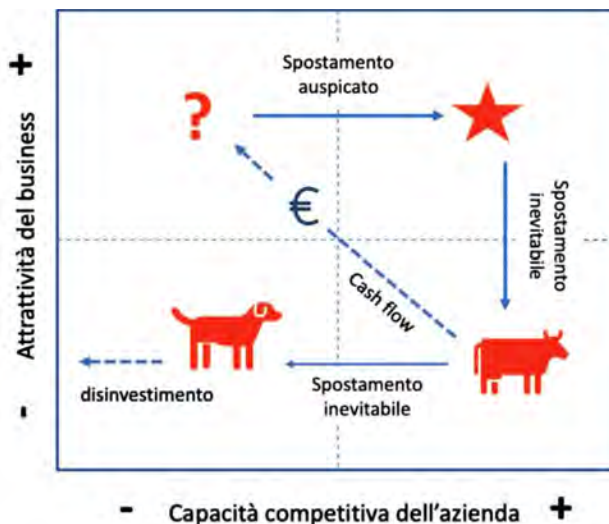 +
Attrattività del business
-
Spostamento
auspicato
?
€
Spostamento
inevitabile
Cash flow
disinvestimento
Spostamento
inevitabile
- Capacità competitiva dell'azienda +